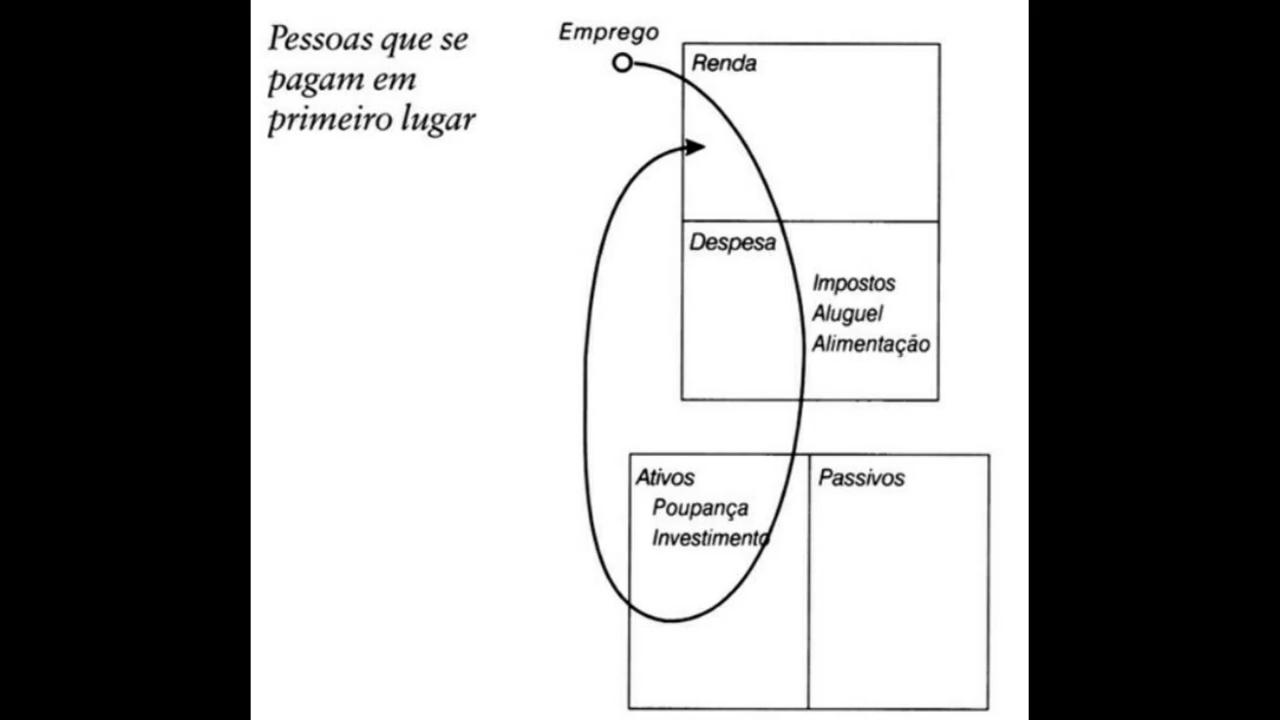 Pessoas que se
pagam em
primeiro lugar
Emprego
Renda
Despesa
Impostos
Aluguel
Alimentação
Ativos
Poupança
Investimento
Passivos